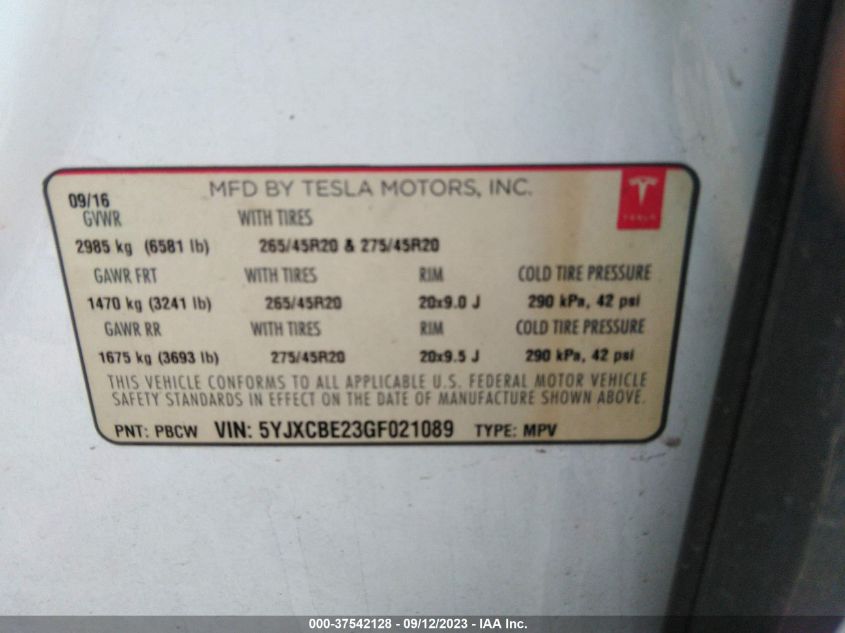 MFD BY TESLA MOTORS, INC.
TESLA
09/16
GVWR WITH TIRES
2985 kg (6581 lb) 265/45R20 & 275/45R20
GAWR FRT WITH TIRES RIM COLD TIRE PRESSURE
1470 kg (3241 lb) 265/45R20 20x9.0 J 290 kPa, 42 psi
GAWR RR WITH TIRES RIM COLD TIRE PRESSURE
1675 kg (3693 lb) 275/45R20 20x9.5 J 290 kPa, 42 psi
THIS VEHICLE CONFORMS TO ALL APPLICABLE U.S. FEDERAL MOTOR VEHICLE
SAFETY STANDARDS IN EFFECT ON THE DATE OF MANUFACTURE SHOWN ABOVE.
PNT: PBCW VIN: 5YJXCBE23GF021089 TYPE: MPV
000-37542128 - 09/12/2023 - IAA Inc.